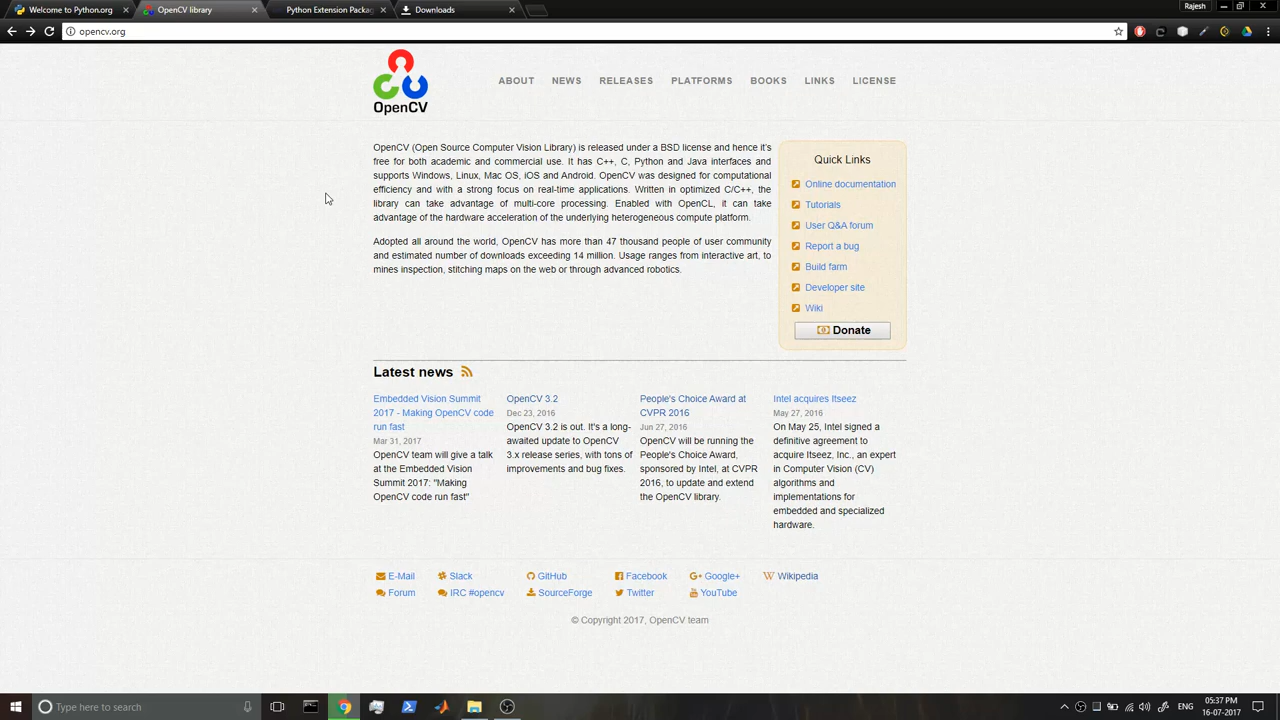 Welcome to Python.org
OpenCV library
Python Extension Packag
Downloads
Rajesh
opencv.org
OpenCV
ABOUT NEWS RELEASES PLATFORMS BOOKS LINKS LICENSE
OpenCV (Open Source Computer Vision Library) is released under a BSD license and hence it's
free for both academic and commercial use. It has C++, C, Python and Java interfaces and
supports Windows, Linux, Mac OS, iOS and Android. OpenCV was designed for computational
efficiency and with a strong focus on real-time applications. Written in optimized C/C++, the
library can take advantage of multi-core processing. Enabled with OpenCL, it can take
advantage of the hardware acceleration of the underlying heterogeneous compute platform.
Adopted all around the world, OpenCV has more than 47 thousand people of user community
and estimated number of downloads exceeding 14 million. Usage ranges from interactive art, to
mines inspection, stitching maps on the web or through advanced robotics.
Quick Links
Online documentation
Tutorials
User Q&A forum
Report a bug
Build farm
Developer site
Wiki
Donate
Latest news
Embedded Vision Summit
2017 - Making OpenCV code
run fast
Mar 31, 2017
OpenCV team will give a talk
at the Embedded Vision
Summit 2017: "Making
OpenCV code run fast"
OpenCV 3.2
Dec 23, 2016
OpenCV 3.2 is out. It's a long-
awaited update to OpenCV
3.x release series, with tons of
improvements and bug fixes.
People's Choice Award at
CVPR 2016
Jun 27, 2016
OpenCV will be running the
People's Choice Award,
sponsored by Intel, at CVPR
2016, to update and extend
the OpenCV library.
Intel acquires Itseez
May 27, 2016
On May 25, Intel signed a
definitive agreement to
acquire Itseez, Inc., an expert
in Computer Vision (CV)
algorithms and
implementations for
embedded and specialized
hardware.
E-Mail Slack GitHub Facebook Google+ Wikipedia
Forum IRC #opencv SourceForge Twitter YouTube
© Copyright 2017, OpenCV team
Type here to search
ENG
05:37 PM
16-07-2017